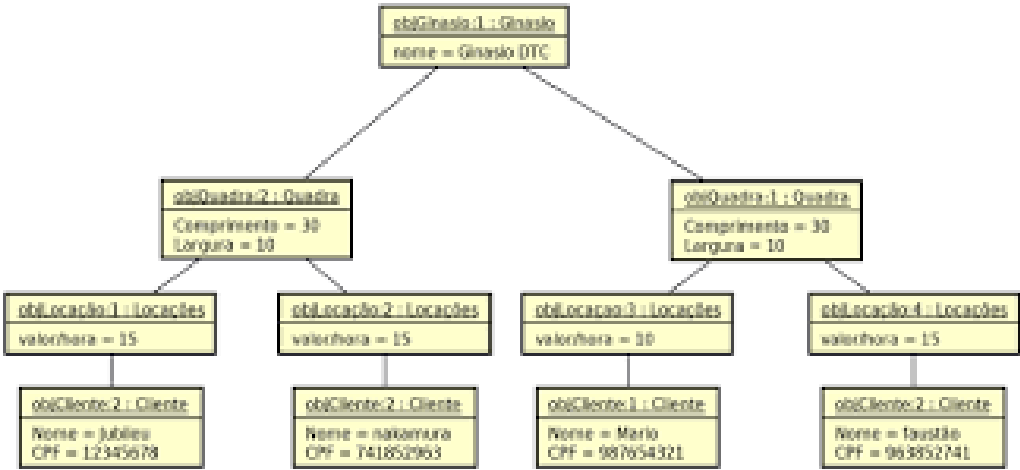 objGinasio:1 : Ginasio
nome = Ginasio DTC
objQuadra:2 : Quadra
Comprimento = 30
Largura = 10
objQuadra:1 : Quadra
Comprimento = 30
Largura = 10
objLocação:1 : Locações
valor/hora = 15
objLocação:2 : Locações
valor/hora = 15
objLocaçao:3 : Locações
valor/hora = 10
objLocação:4 : Locações
valor/hora = 15
objCliente:2 : Cliente
Nome = Jubileu
CPF = 12345678
objCliente:2 : Cliente
Nome = nakamura
CPF = 741852963
objCliente:1 : Cliente
Nome = Mario
CPF = 987654321
objCliente:2 : Cliente
Nome = faustão
CPF = 963852741